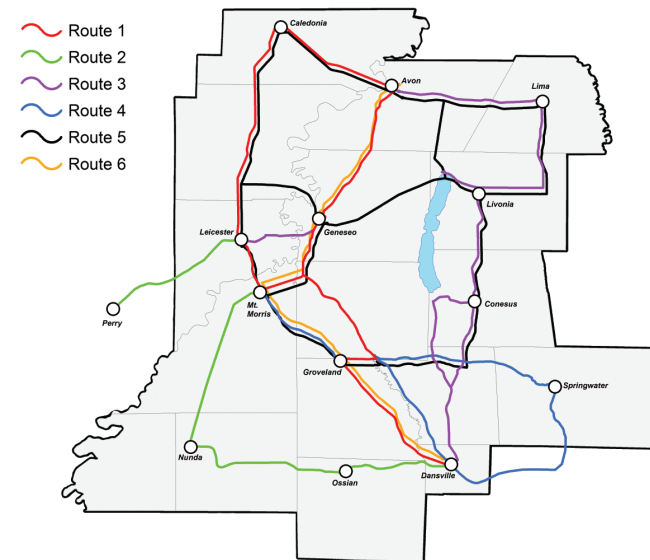 Route 1
Route 2
Route 3
Route 4
Route 5
Route 6
Caledonia
Avon
Lima
Livonia
Geneseo
Leicester
Mt.
Morris
Perry
Conesus
Groveland
Springwater
Nunda
Ossian
Dansville